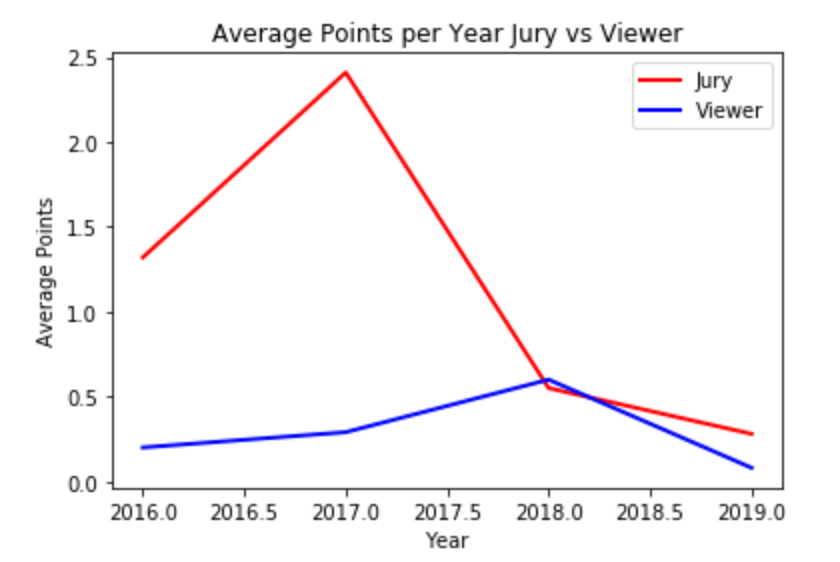 Average Points per Year Jury vs Viewer
Jury
Viewer
2.5
2.0
1.5
1.0
0.5
0.0
Average Points
2016.0 2016.5 2017.0 2017.5 2018.0 2018.5 2019.0
Year